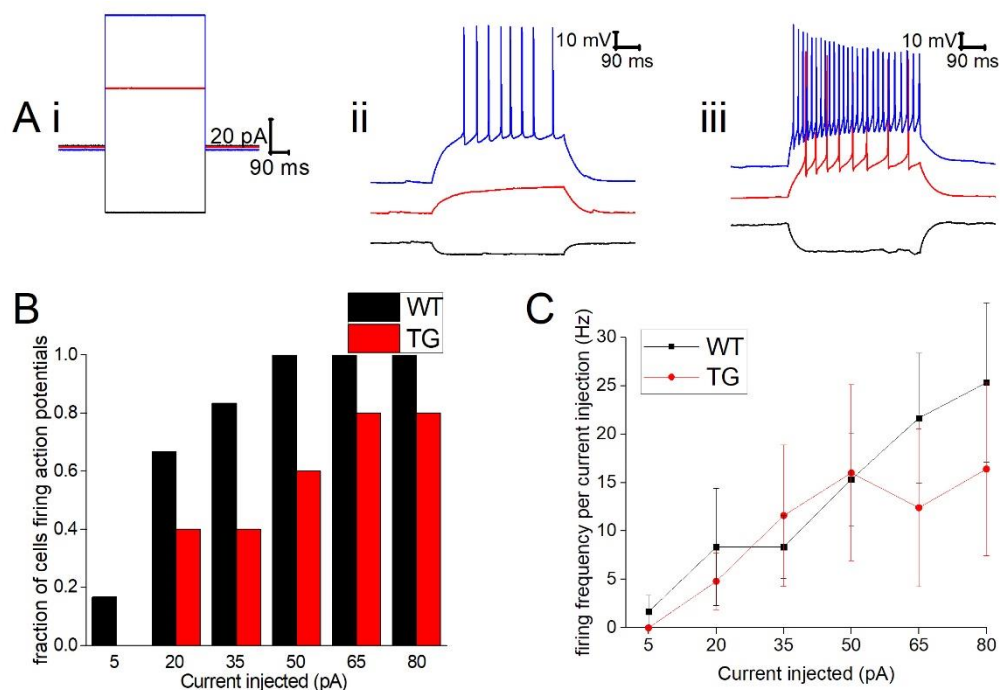 A i
20 pA
90 ms
ii
10 mV
90 ms
iii
10 mV
90 ms
B
WT
TG
fraction of cells firing action potentials
1.0
0.8
0.6
0.4
0.2
0.0
5 20 35 50 65 80
Current injected (pA)
C
WT
TG
firing frequency per current injection (Hz)
30
25
20
15
10
5
0
5 20 35 50 65 80
Current injected (pA)